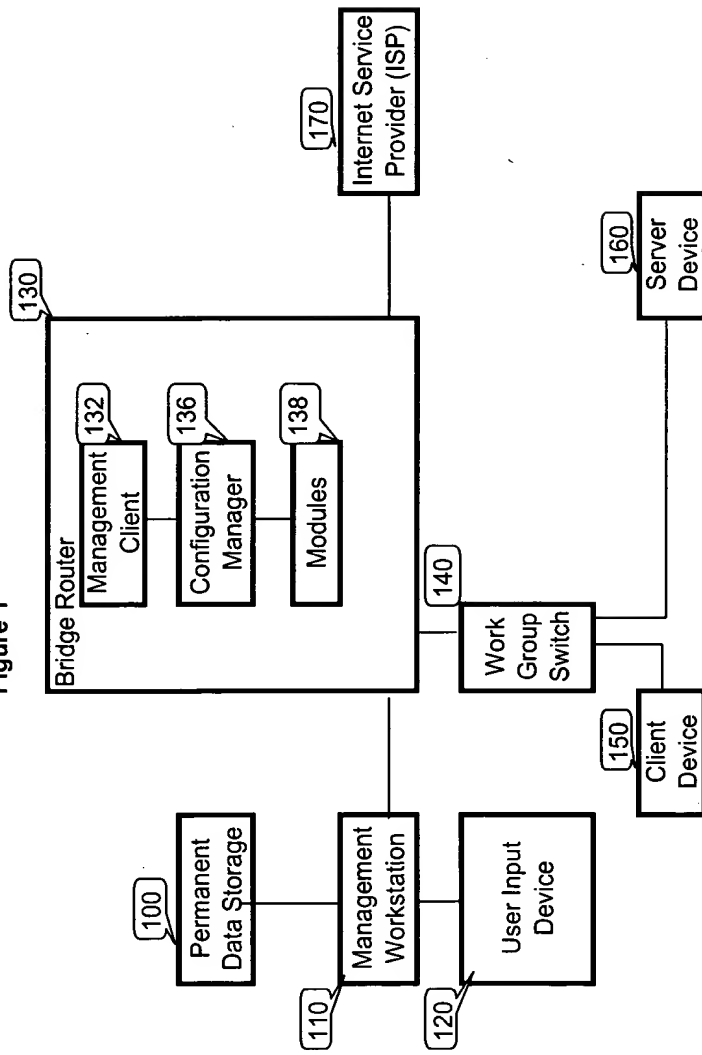 Figure 1
130
Bridge Router
132
Management
Client
136
Configuration
Manager
138
Modules
170
Internet Service
Provider (ISP)
100
Permanent
Data Storage
110
Management
Workstation
120
User Input
Device
140
Work
Group
Switch
150
Client
Device
160
Server
Device